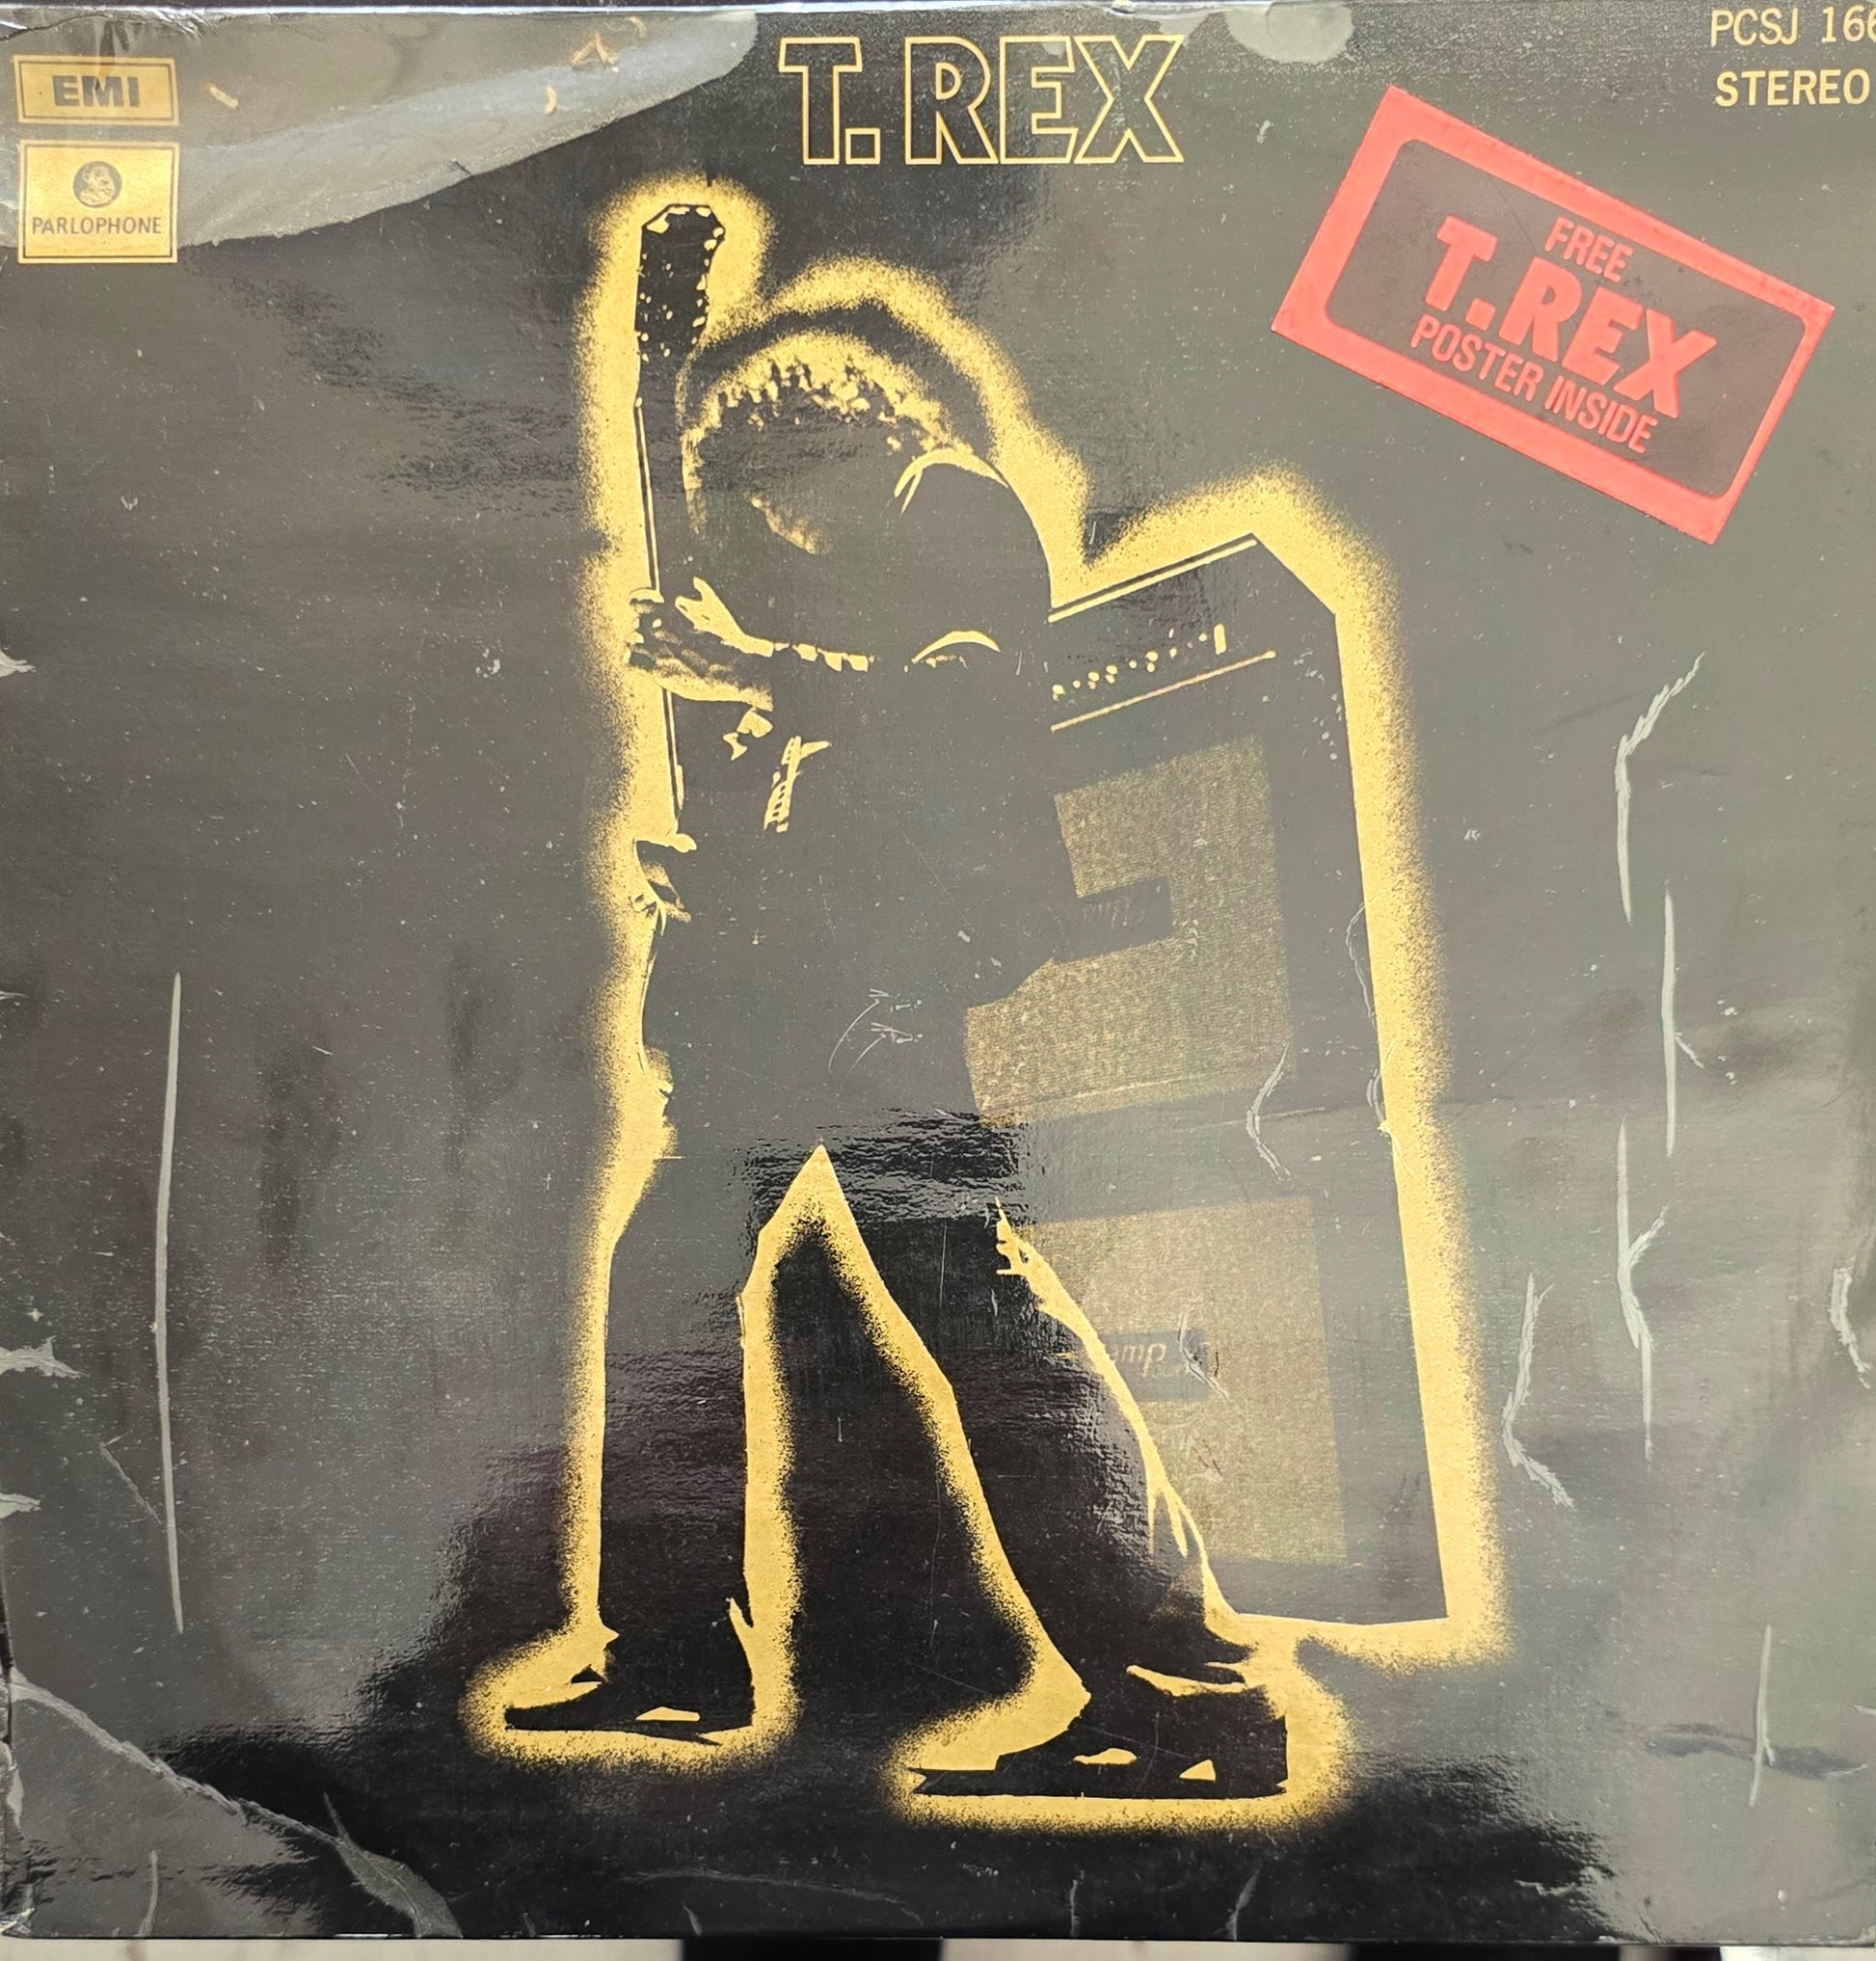 EMI
PARLOPHONE
T. REX
PCSJ 166
STEREO
FREE
T.REX
POSTER INSIDE